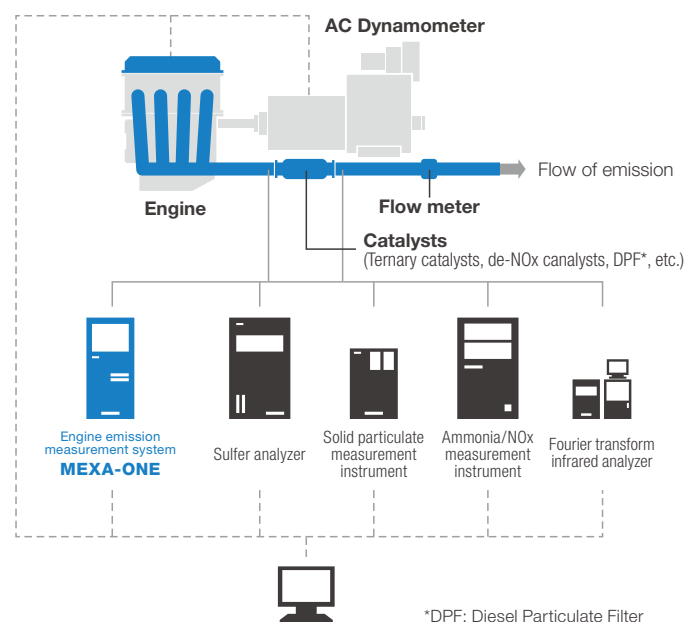 AC Dynamometer
Flow of emission
Engine
Flow meter
Catalysts
(Ternary catalysts, de-NOx canalysts, DPF*, etc.)
Engine emission
measurement system
MEXA-ONE
Sulfer analyzer
Solid particulate
measurement
instrument
Ammonia/NOx
measurement
instrument
Fourier transform
infrared analyzer
*DPF: Diesel Particulate Filter